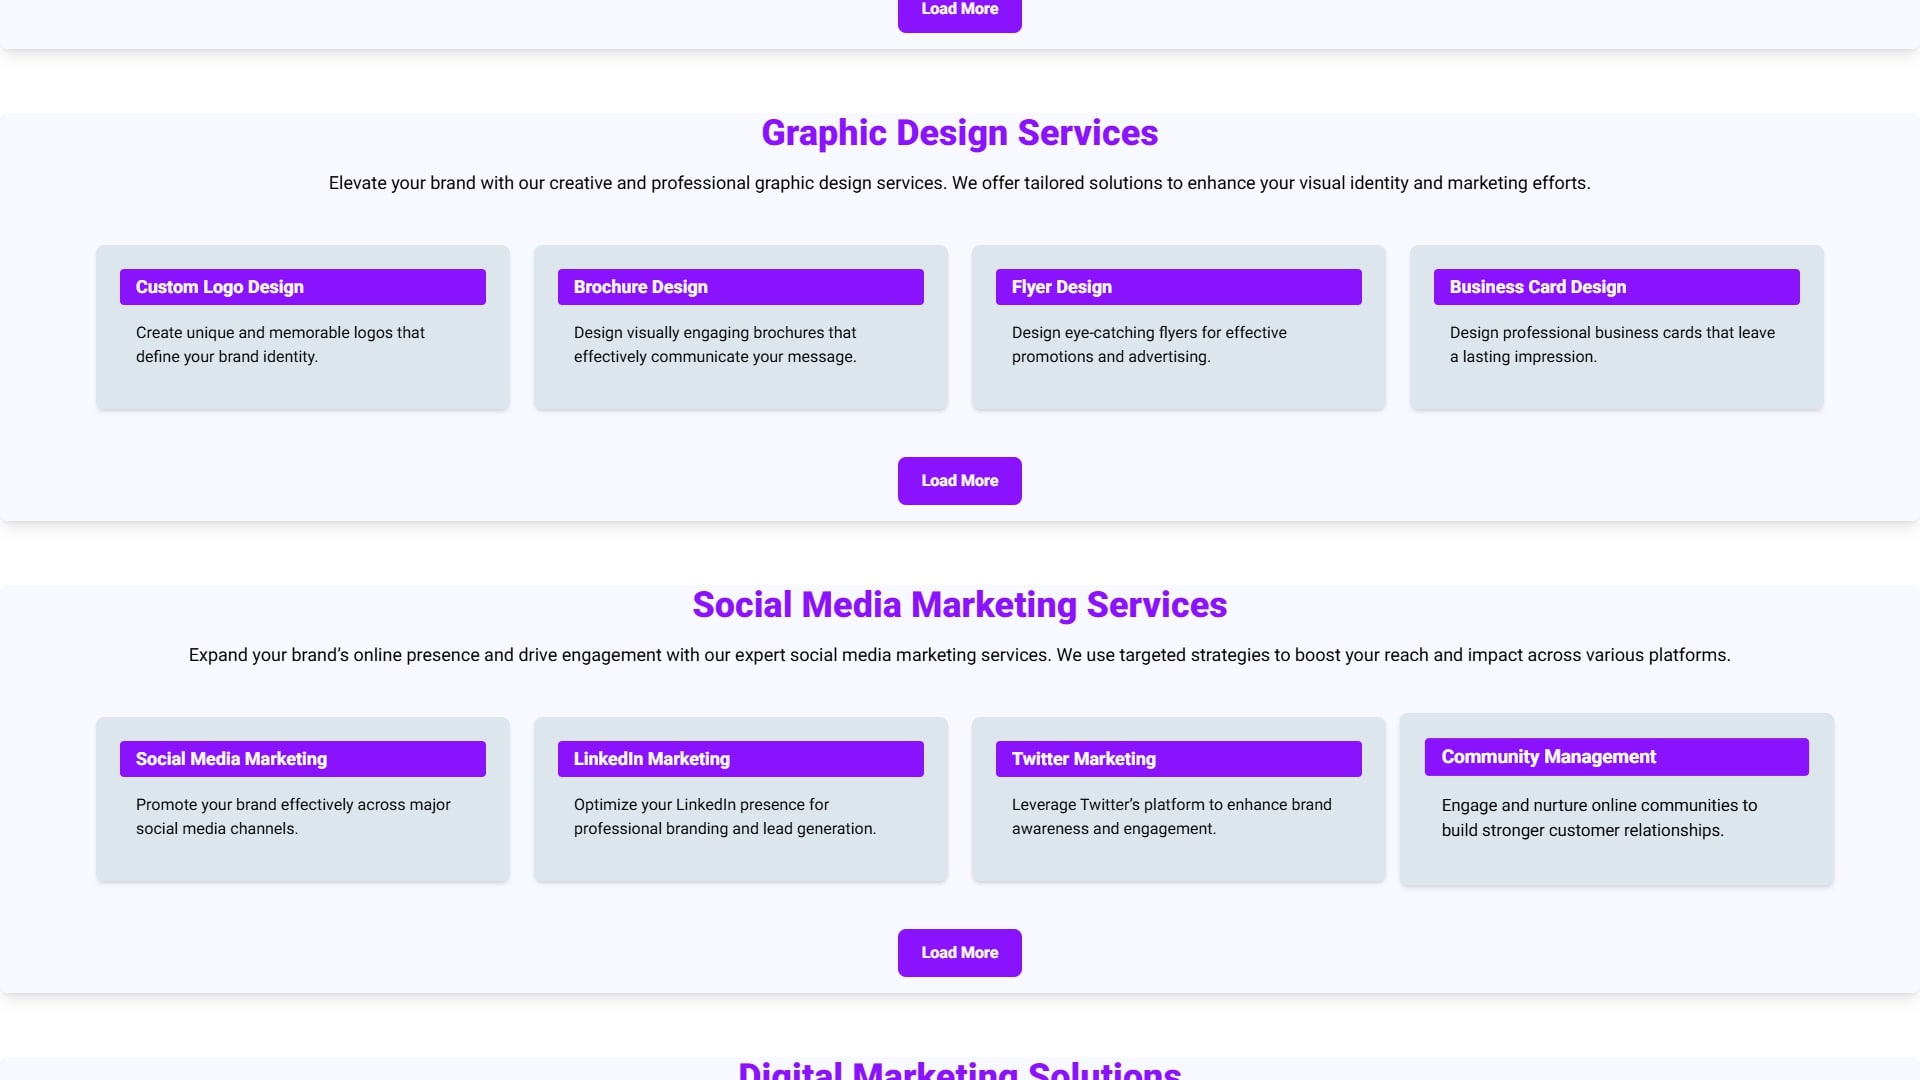 Load More
Graphic Design Services
Elevate your brand with our creative and professional graphic design services. We offer tailored solutions to enhance your visual identity and marketing efforts.
Custom Logo Design
Create unique and memorable logos that
define your brand identity.
Brochure Design
Design visually engaging brochures that
effectively communicate your message.
Flyer Design
Design eye-catching flyers for effective
promotions and advertising.
Business Card Design
Design professional business cards that leave
a lasting impression.
Load More
Social Media Marketing Services
Expand your brand’s online presence and drive engagement with our expert social media marketing services. We use targeted strategies to boost your reach and impact across various platforms.
Social Media Marketing
Promote your brand effectively across major
social media channels.
LinkedIn Marketing
Optimize your LinkedIn presence for
professional branding and lead generation.
Twitter Marketing
Leverage Twitter’s platform to enhance brand
awareness and engagement.
Community Management
Engage and nurture online communities to
build stronger customer relationships.
Load More
Digital Marketing Solutions